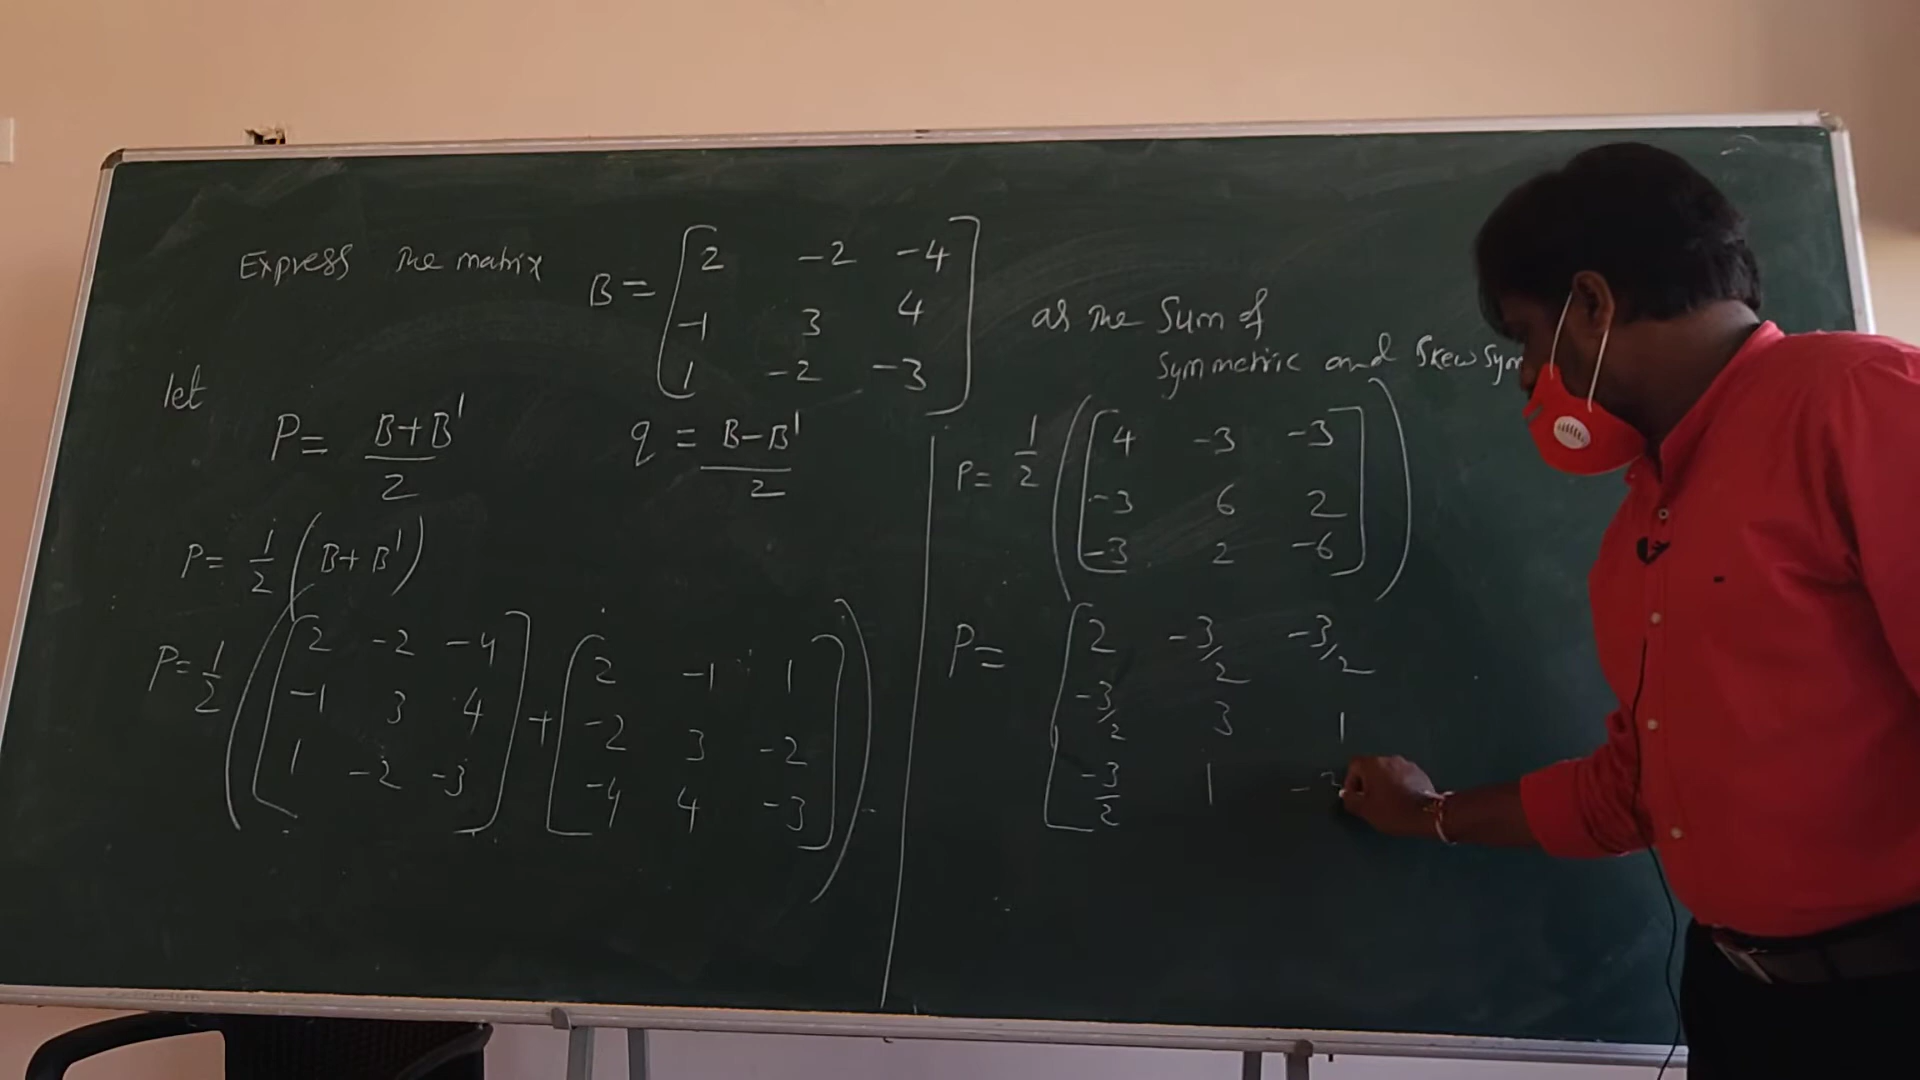 Express the matrix B = [2 -2 -4
-1 3 4
1 -2 -3] as the sum of
symmetric and skew sym
let
P = B+B' / 2
q = B-B' / 2
P = 1/2 (B+B')
P = 1/2 ([2 -2 -4
-1 3 4
1 -2 -3] + [2 -1 1
-2 3 -2
-4 4 -3])
P = 1/2 ([4 -3 -3
-3 6 2
-3 2 -6])
P = [2 -3/2 -3/2
-3/2 3 1
-3/2 1 -3